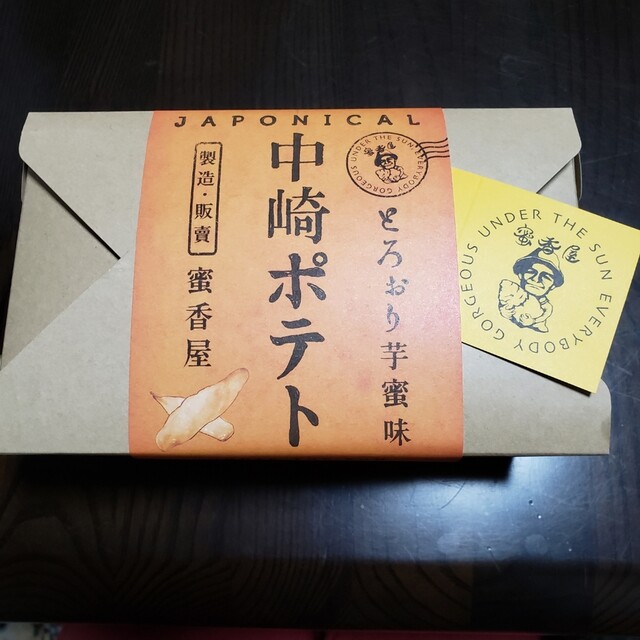 JAPONICAL
GORGEOUS UNDER THE SUN EVERYBODY
蜜香屋
とろおり芋蜜味
中崎ポテト
製造・販賣
蜜香屋
GORGEOUS UNDER THE SUN EVERYBODY
蜜香屋